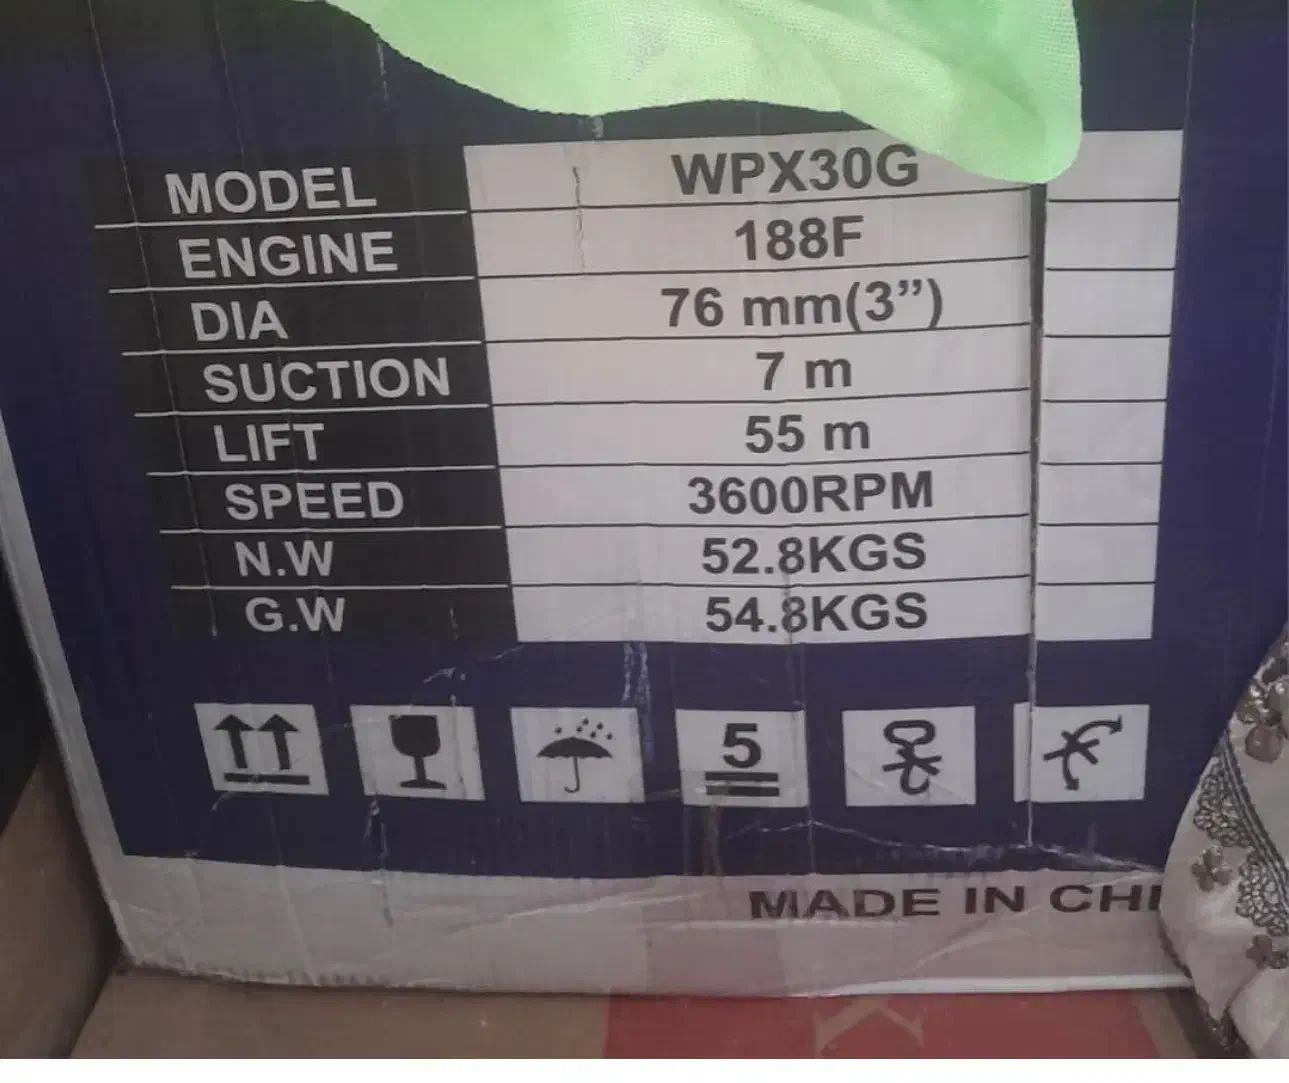 MODEL WPX30G
ENGINE 188F
DIA 76 mm(3”)
SUCTION 7 m
LIFT 55 m
SPEED 3600RPM
N.W 52.8KGS
G.W 54.8KGS
5
MADE IN CHI